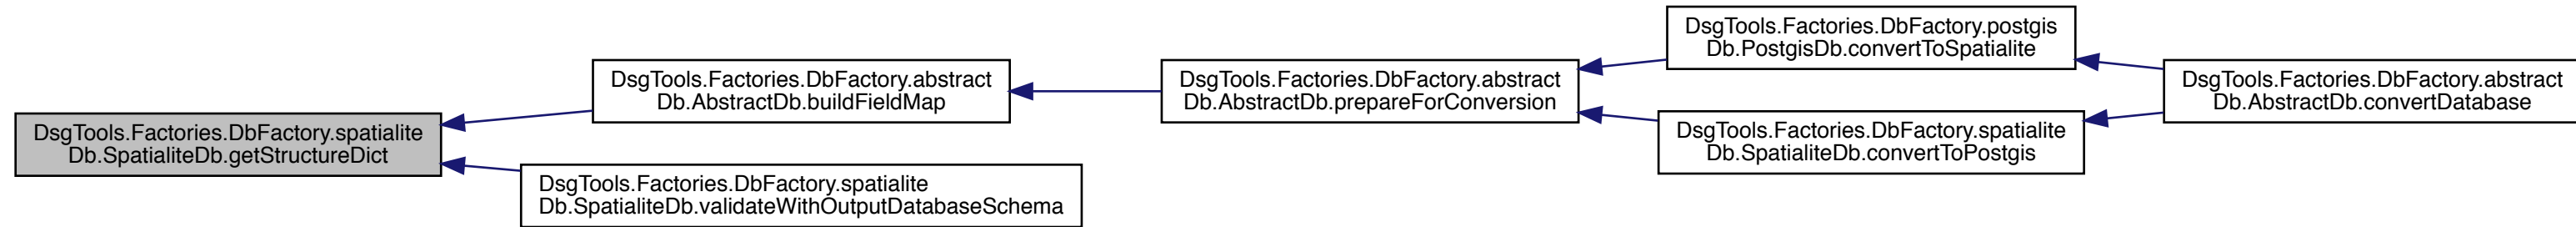 DsgTools.Factories.DbFactory.spatialite
Db.SpatialiteDb.getStructureDict
DsgTools.Factories.DbFactory.abstract
Db.AbstractDb.buildFieldMap
DsgTools.Factories.DbFactory.spatialite
Db.SpatialiteDb.validateWithOutputDatabaseSchema
DsgTools.Factories.DbFactory.abstract
Db.AbstractDb.prepareForConversion
DsgTools.Factories.DbFactory.postgis
Db.PostgisDb.convertToSpatialite
DsgTools.Factories.DbFactory.spatialite
Db.SpatialiteDb.convertToPostgis
DsgTools.Factories.DbFactory.abstract
Db.AbstractDb.convertDatabase